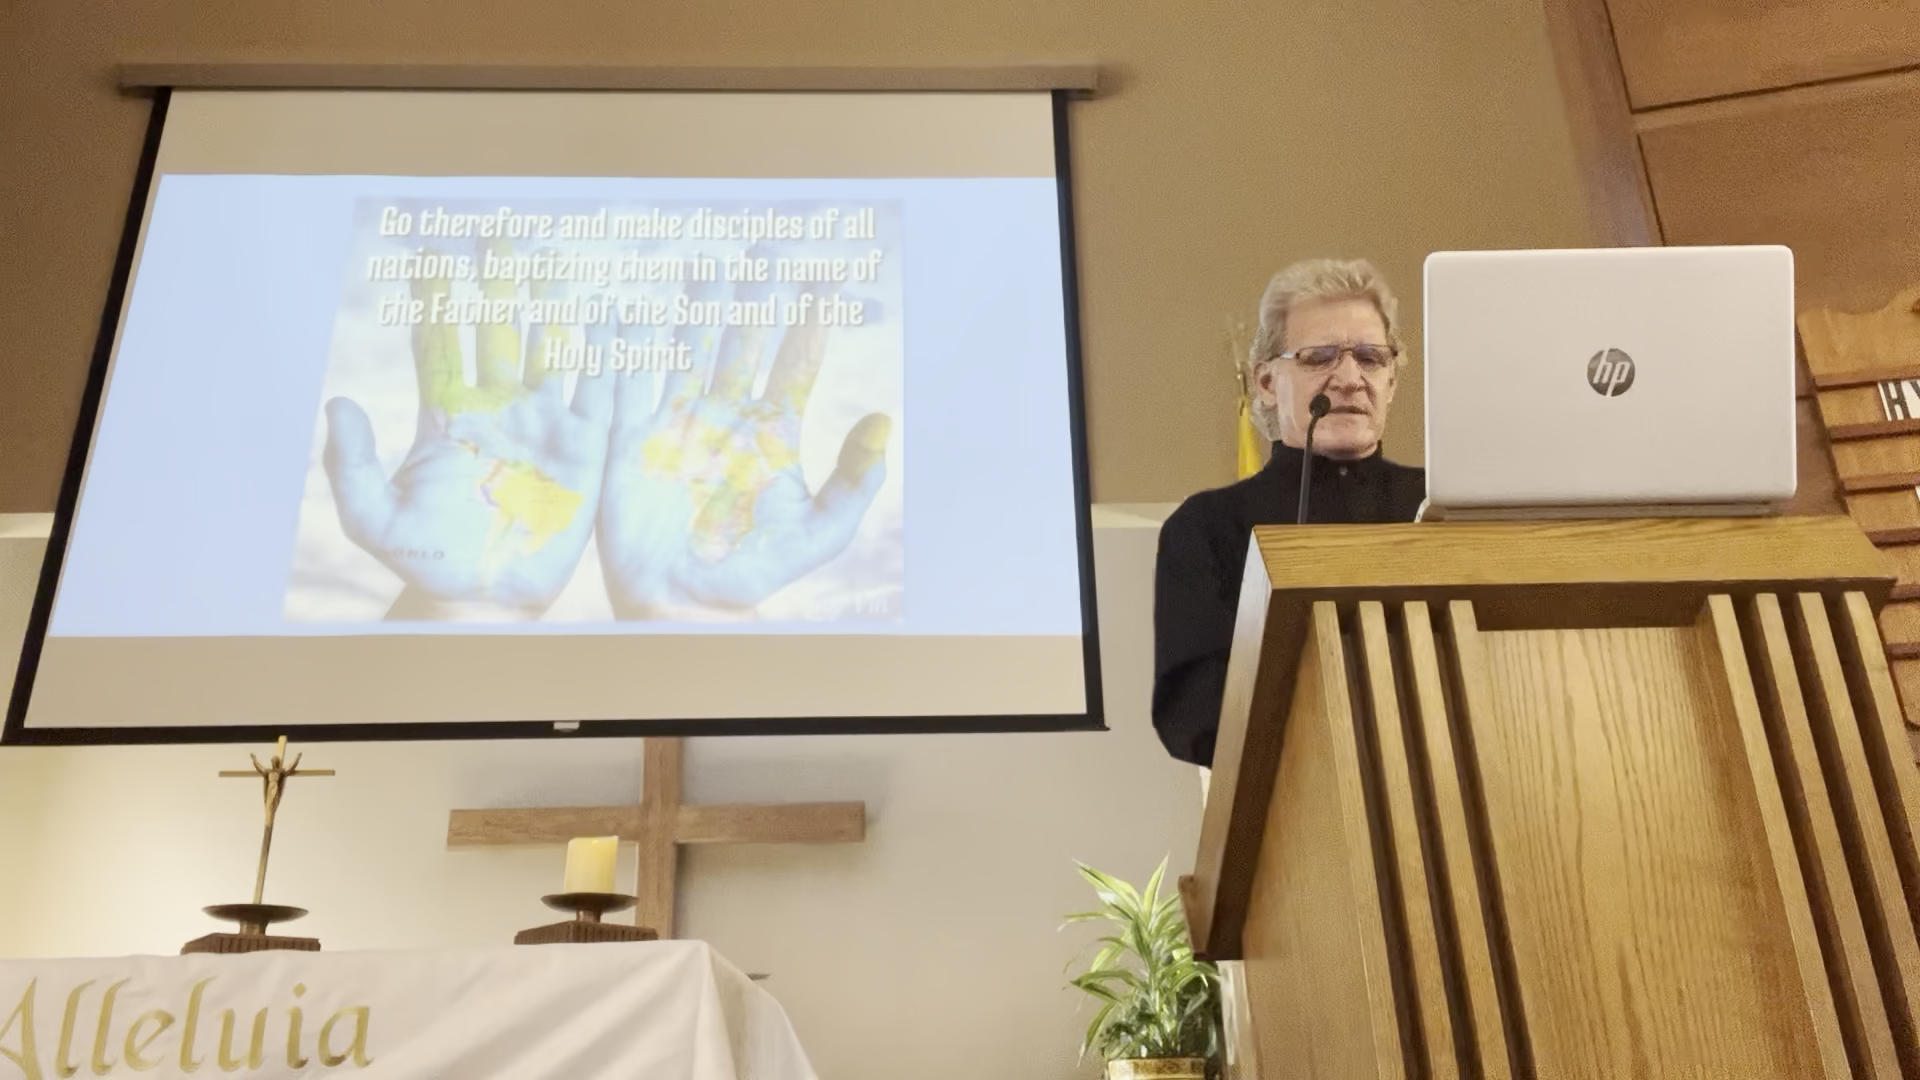 Go therefore and make disciples of all
nations, baptizing them in the name of
the Father and of the Son and of the
Holy Spirit
hp
Alleluia